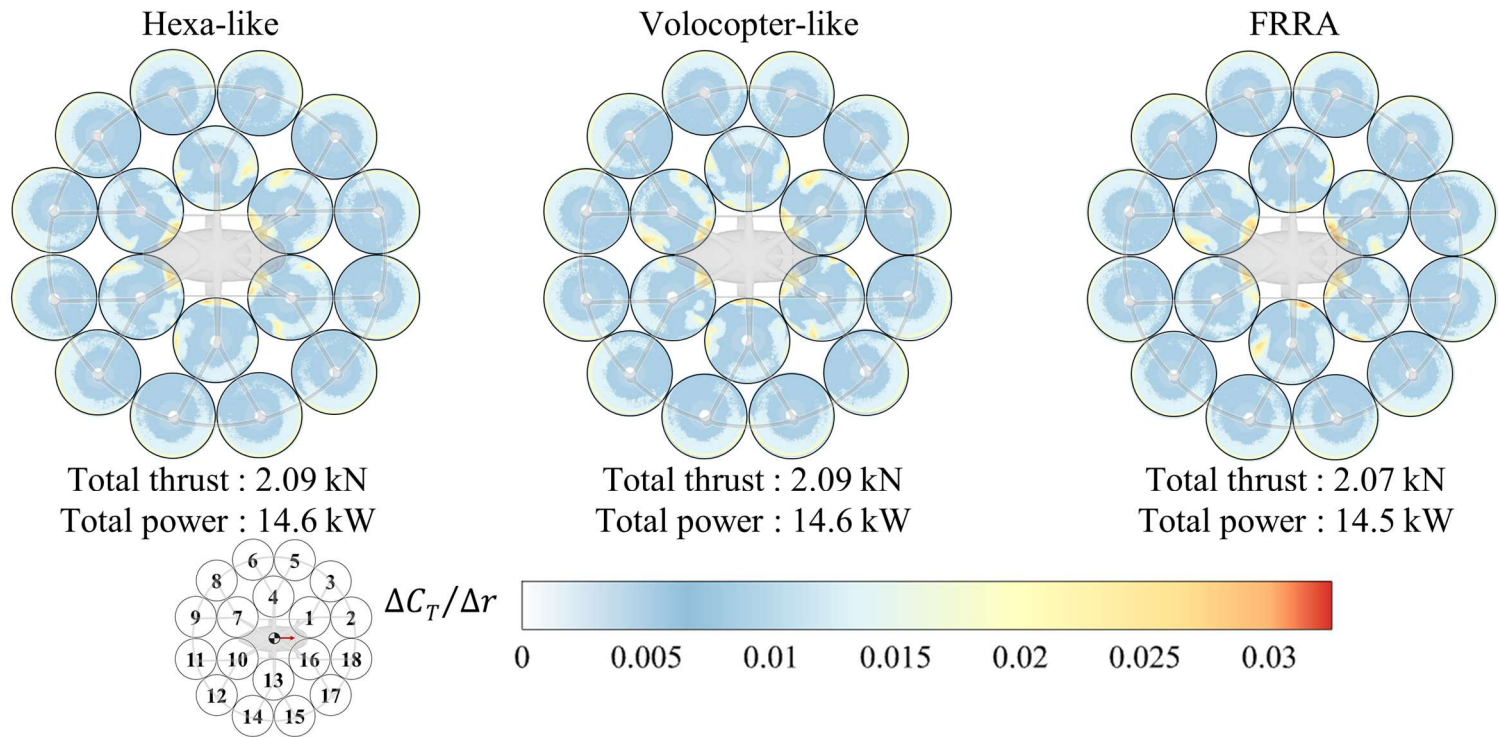 Hexa-like
Volocopter-like
FRRA
Total thrust : 2.09 kN
Total power : 14.6 kW
Total thrust : 2.09 kN
Total power : 14.6 kW
Total thrust : 2.07 kN
Total power : 14.5 kW
6 5
8 3
4
9 7 1 2
11 10 16 18
13
12 17
14 15
ΔC_T/Δr
0 0.005 0.01 0.015 0.02 0.025 0.03